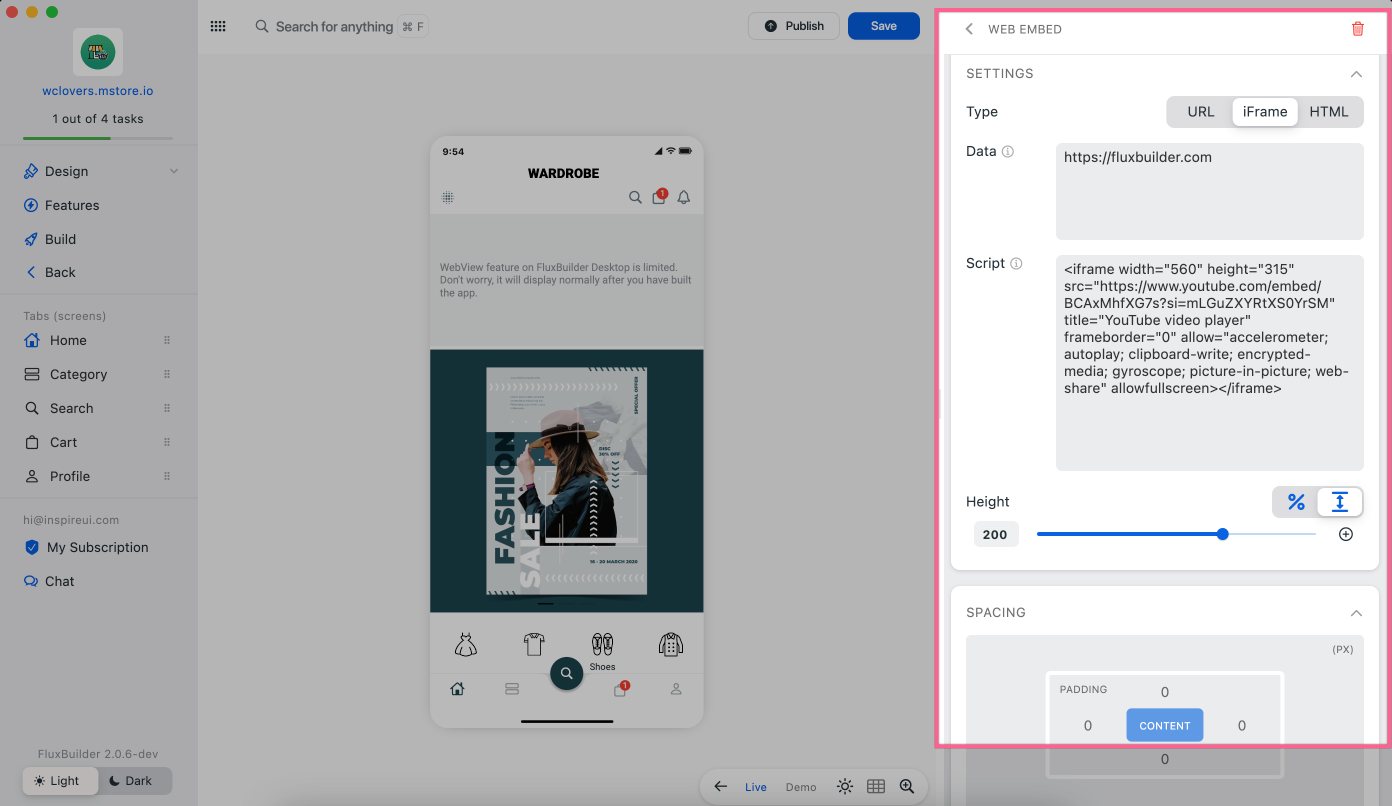 wclovers.mstore.io
1 out of 4 tasks
Design
Features
Build
Back
Tabs (screens)
Home
Category
Search
Cart
Profile
hi@inspireui.com
My Subscription
Chat
FluxBuilder 2.0.6-dev
Light
Dark
Search for anything ⌘ F
Publish
Save
9:54
WARDROBE
1
WebView feature on FluxBuilder Desktop is limited.
Don't worry, it will display normally after you have built
the app.
SPECIAL OFFER
DISC
30% OFF
FASHION
SALE
16 - 20 MARCH 2020
Shoes
1
Live
Demo
WEB EMBED
SETTINGS
Type
URL
iFrame
HTML
Data
https://fluxbuilder.com
Script
<iframe width="560" height="315"
src="https://www.youtube.com/embed/
BCAxMhfXG7s?si=mLGuZXYRtXS0YrSM"
title="YouTube video player"
frameborder="0" allow="accelerometer;
autoplay; clipboard-write; encrypted-
media; gyroscope; picture-in-picture; web-
share" allowfullscreen></iframe>
Height
%
200
SPACING
(PX)
PADDING
0
0
CONTENT
0
0